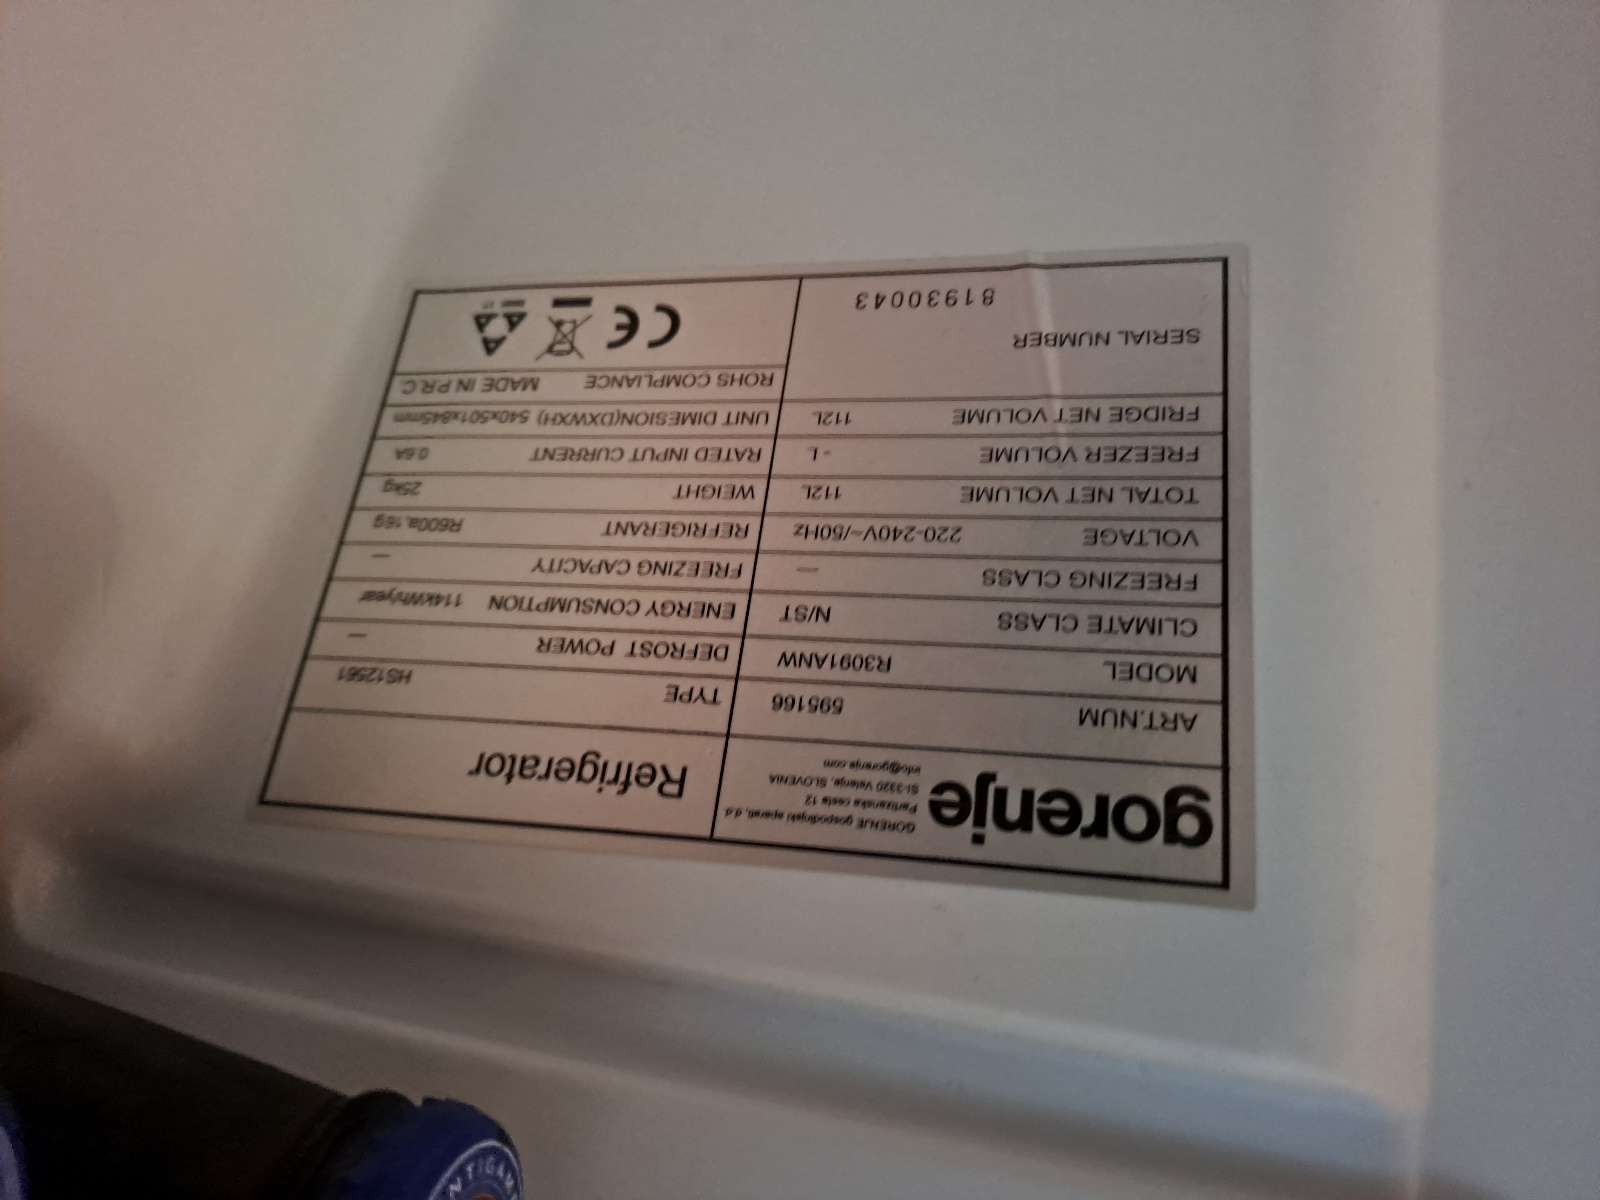 gorenje
GORENJE gospodinjski aparati, d.d.
Partizanska cesta 12
SI-3320 Velenje, SLOVENIA
info@gorenje.com
Refrigerator
ART.NUM 595166
TYPE HS12561
MODEL R3091ANW
DEFROST POWER —
CLIMATE CLASS N/ST
ENERGY CONSUMPTION 114kWh/year
FREEZING CLASS —
FREEZING CAPACITY —
VOLTAGE 220-240V~/50Hz
REFRIGERANT R600a,16g
TOTAL NET VOLUME 112L
WEIGHT 25kg
FREEZER VOLUME - L
RATED INPUT CURRENT 0.6A
FRIDGE NET VOLUME 112L
UNIT DIMESION(DXWXH) 540x501x845mm
SERIAL NUMBER
81930043
ROHS COMPLIANCE MADE IN P.R.C.
CE